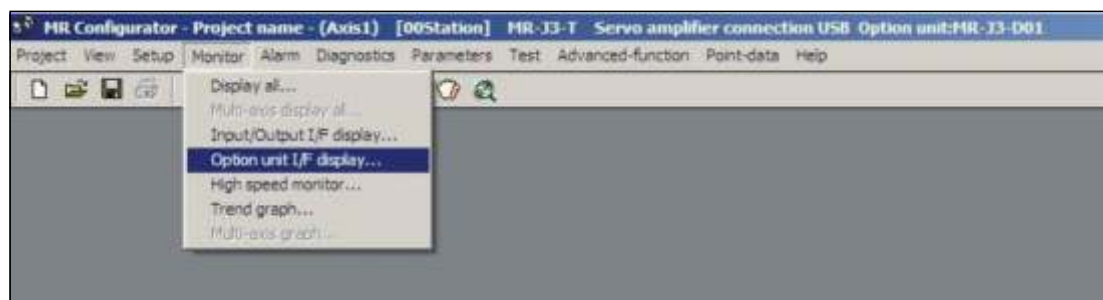 MR Configurator - Project name - (Axis1) [00Station] MR-J3-T Servo amplifier connection USB Option unit:MR-J3-D01
Project View Setup Monitor Alarm Diagnostics Parameters Test Advanced-function Point-data Help
Display all...
Multi-axis display all...
Input/Output I/F display...
Option unit I/F display...
High speed monitor...
Trend graph...
Multi-axis graph...